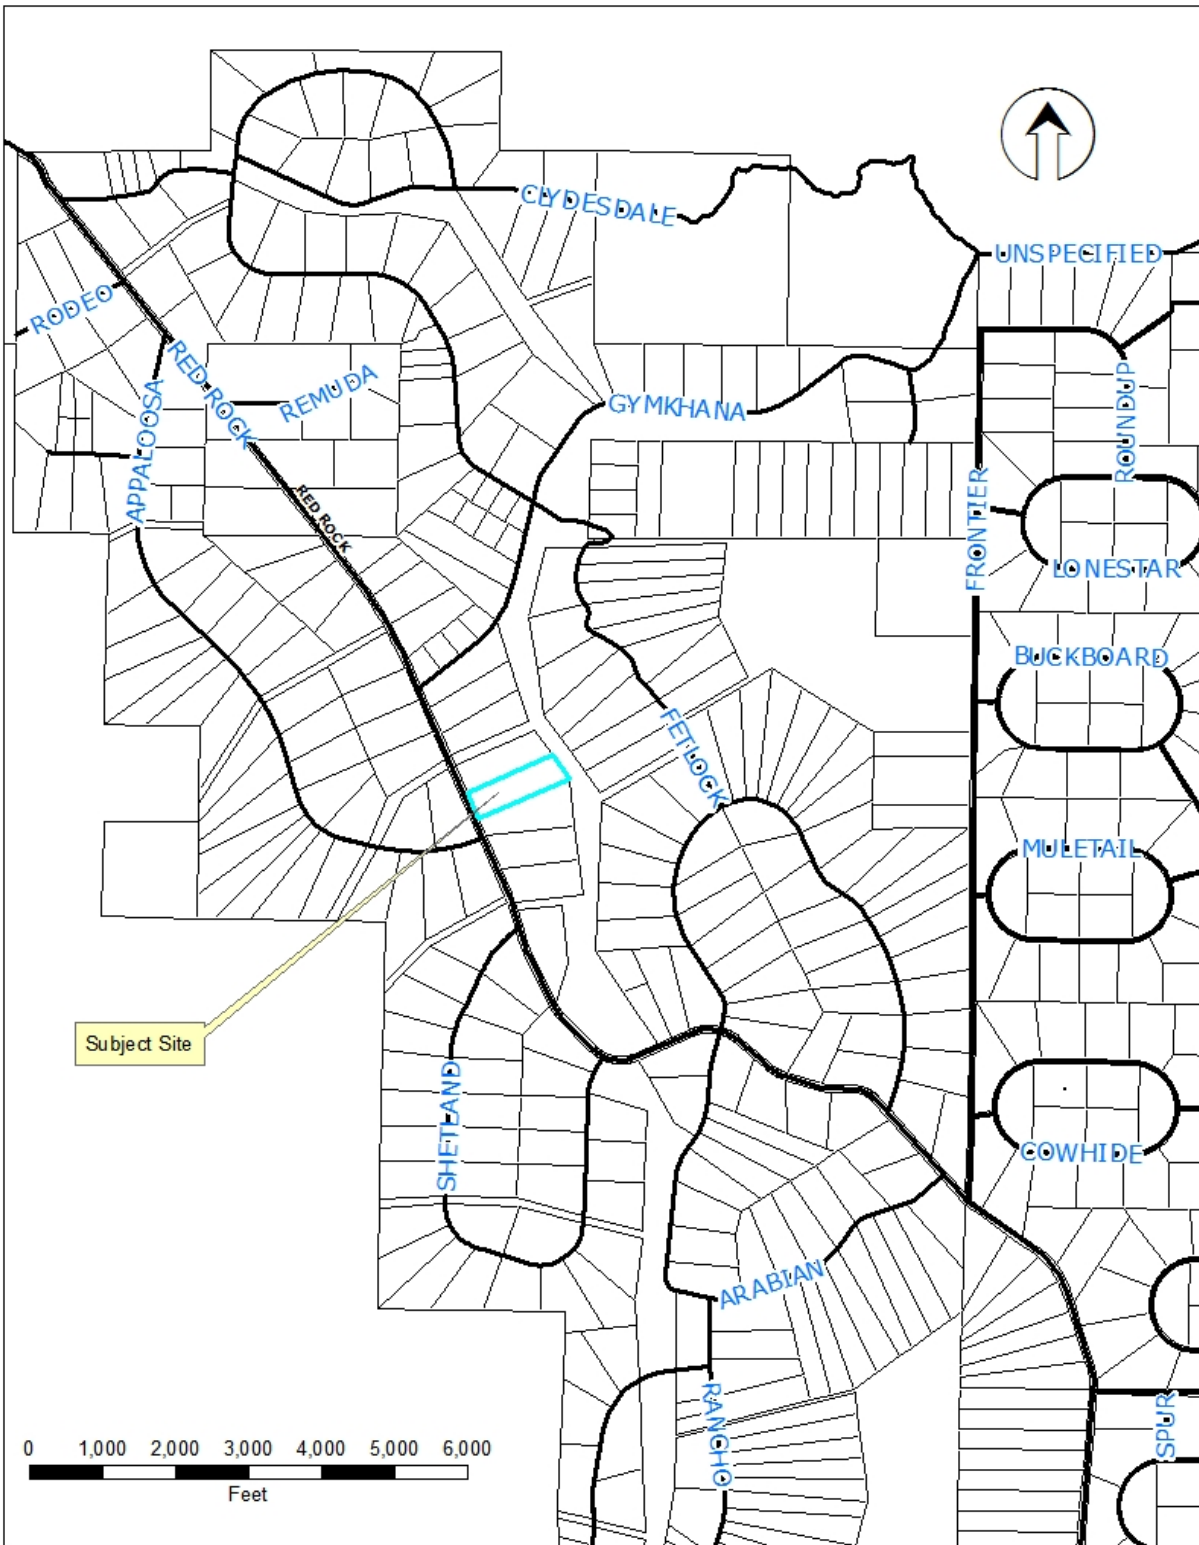 CLYDESDALE
UNSPECIFIED
RODEO
RED ROCK
REMUDA
APPALOOSA
GYMKHANA
ROUNDUP
RED ROCK
FRONTIER
LONESTAR
BUCKBOARD
FETLOCK
MULETAIL
Subject Site
SHETLAND
COWHIDE
ARABIAN
RANCHO
SPUR
0 1,000 2,000 3,000 4,000 5,000 6,000
Feet